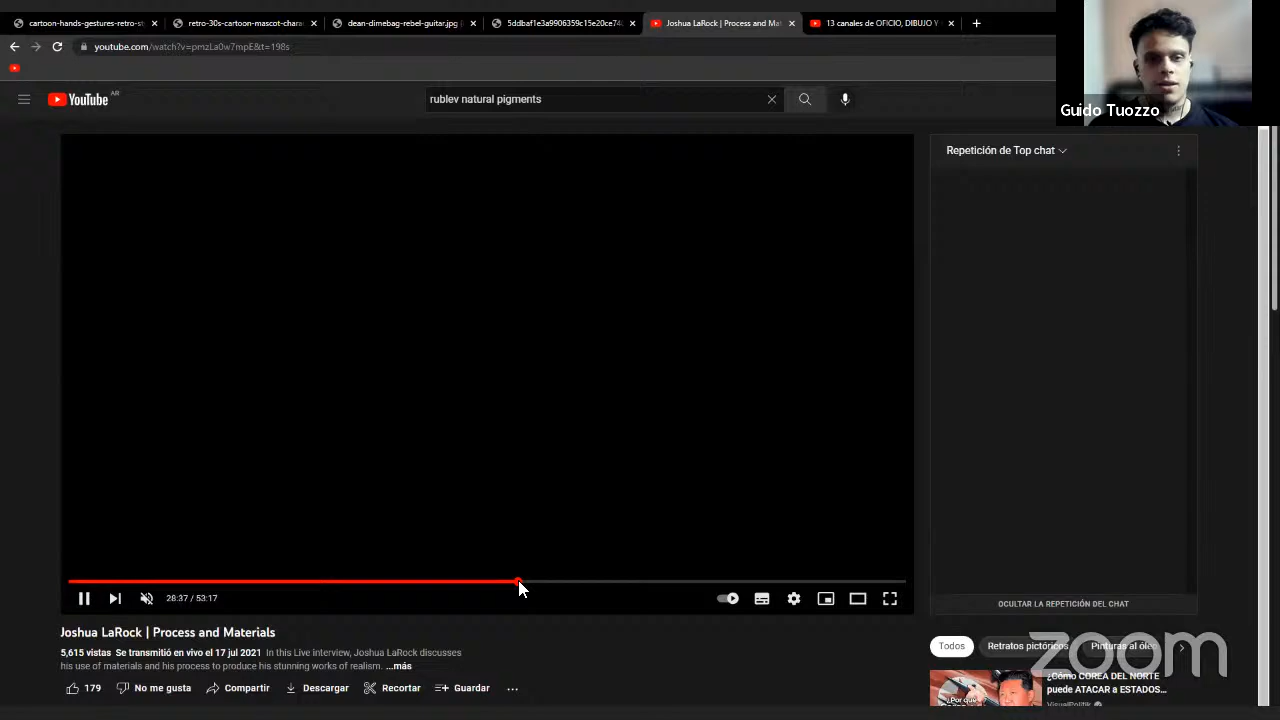 cartoon-hands-gestures-retro-st
retro-30s-cartoon-mascot-chara
dean-dimebag-rebel-guitar.jpg (
5ddbaf1e3a9906359c15e20ce74
Joshua LaRock | Process and Mat
13 canales de OFICIO, DIBUJO Y
youtube.com/watch?v=pmzLa0w7mpE&t=198s
YouTube AR
rublev natural pigments
Guido Tuozzo
Repetición de Top chat
28:37 / 53:17
OCULTAR LA REPETICIÓN DEL CHAT
Joshua LaRock | Process and Materials
5,615 vistas Se transmitió en vivo el 17 jul 2021 In this Live interview, Joshua LaRock discusses
his use of materials and his process to produce his stunning works of realism. ...más
179 No me gusta Compartir Descargar Recortar Guardar
Todos Retratos pictóricos Pinturas al óleo
zoom
¿Cómo COREA DEL NORTE
puede ATACAR a ESTADOS...
VisualPolitik